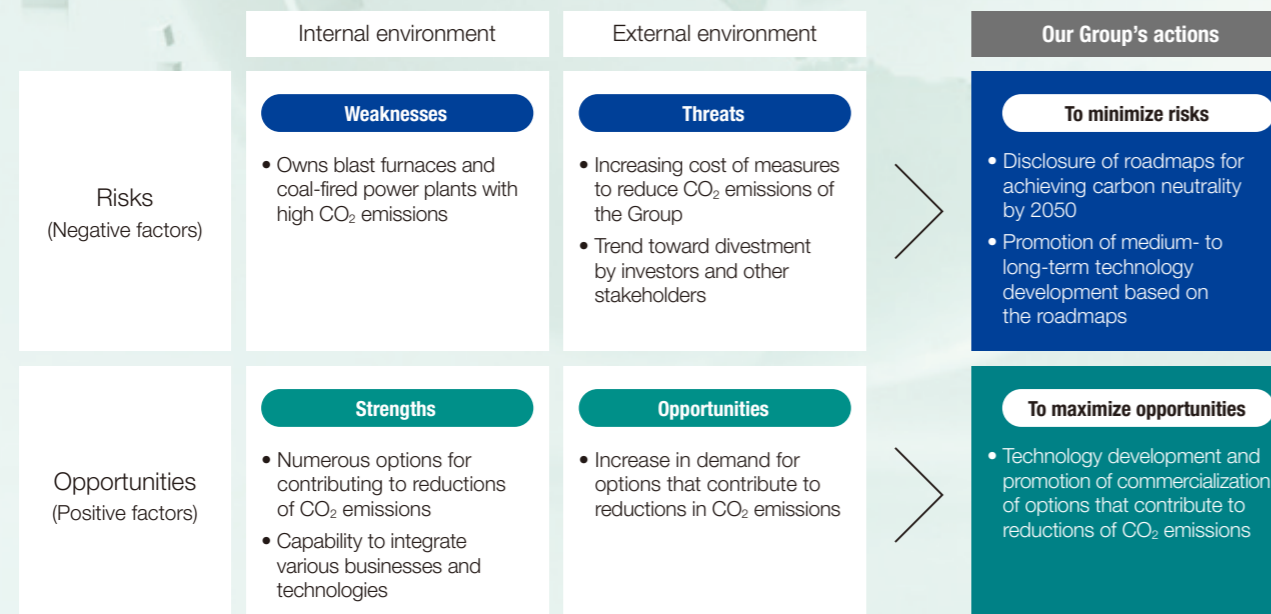 Internal environment
External environment
Our Group's actions
Risks
(Negative factors)
Weaknesses
• Owns blast furnaces and
coal-fired power plants with
high CO₂ emissions
Threats
• Increasing cost of measures
to reduce CO₂ emissions of
the Group
• Trend toward divestment
by investors and other
stakeholders
To minimize risks
• Disclosure of roadmaps for
achieving carbon neutrality
by 2050
• Promotion of medium- to
long-term technology
development based on
the roadmaps
Opportunities
(Positive factors)
Strengths
• Numerous options for
contributing to reductions
of CO₂ emissions
• Capability to integrate
various businesses and
technologies
Opportunities
• Increase in demand for
options that contribute to
reductions in CO₂ emissions
To maximize opportunities
• Technology development and
promotion of commercialization
of options that contribute to
reductions of CO₂ emissions